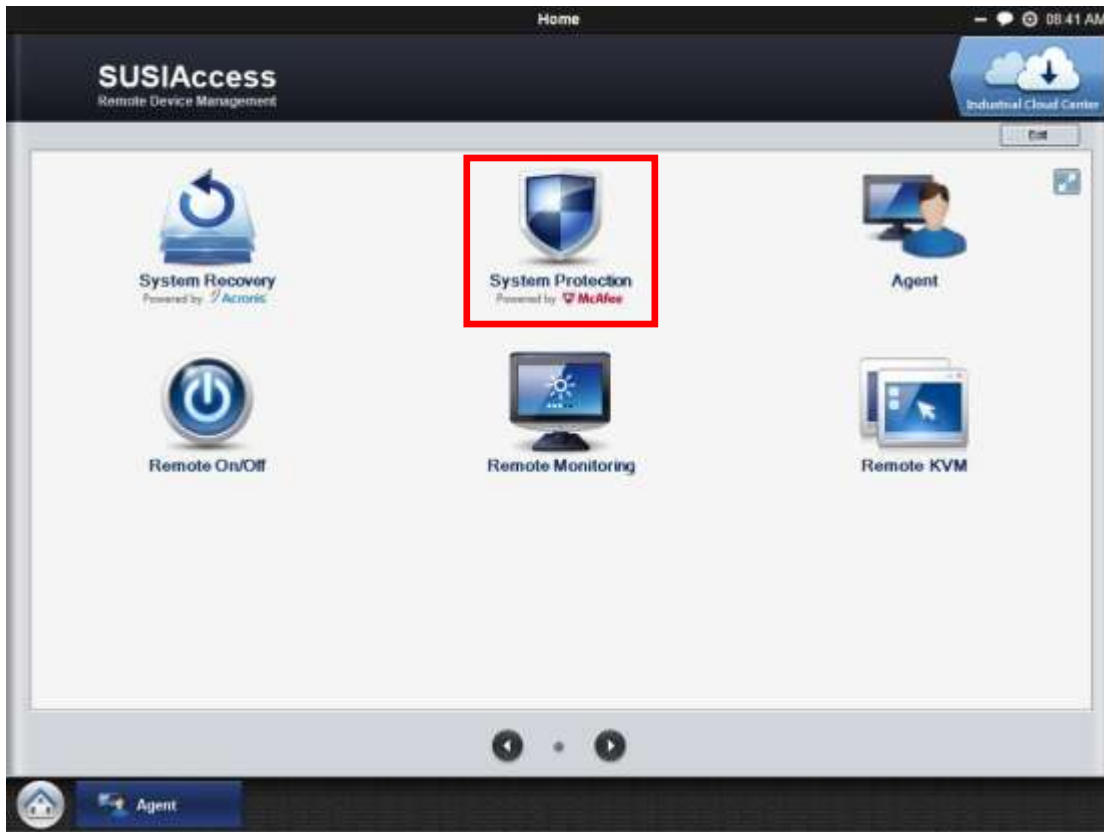 Home
08:41 AM
SUSIAccess
Remote Device Management
Industrial Cloud Center
Exit
System Recovery
Powered by Acronis
System Protection
Powered by McAfee
Agent
Remote On/Off
Remote Monitoring
Remote KVM
Agent